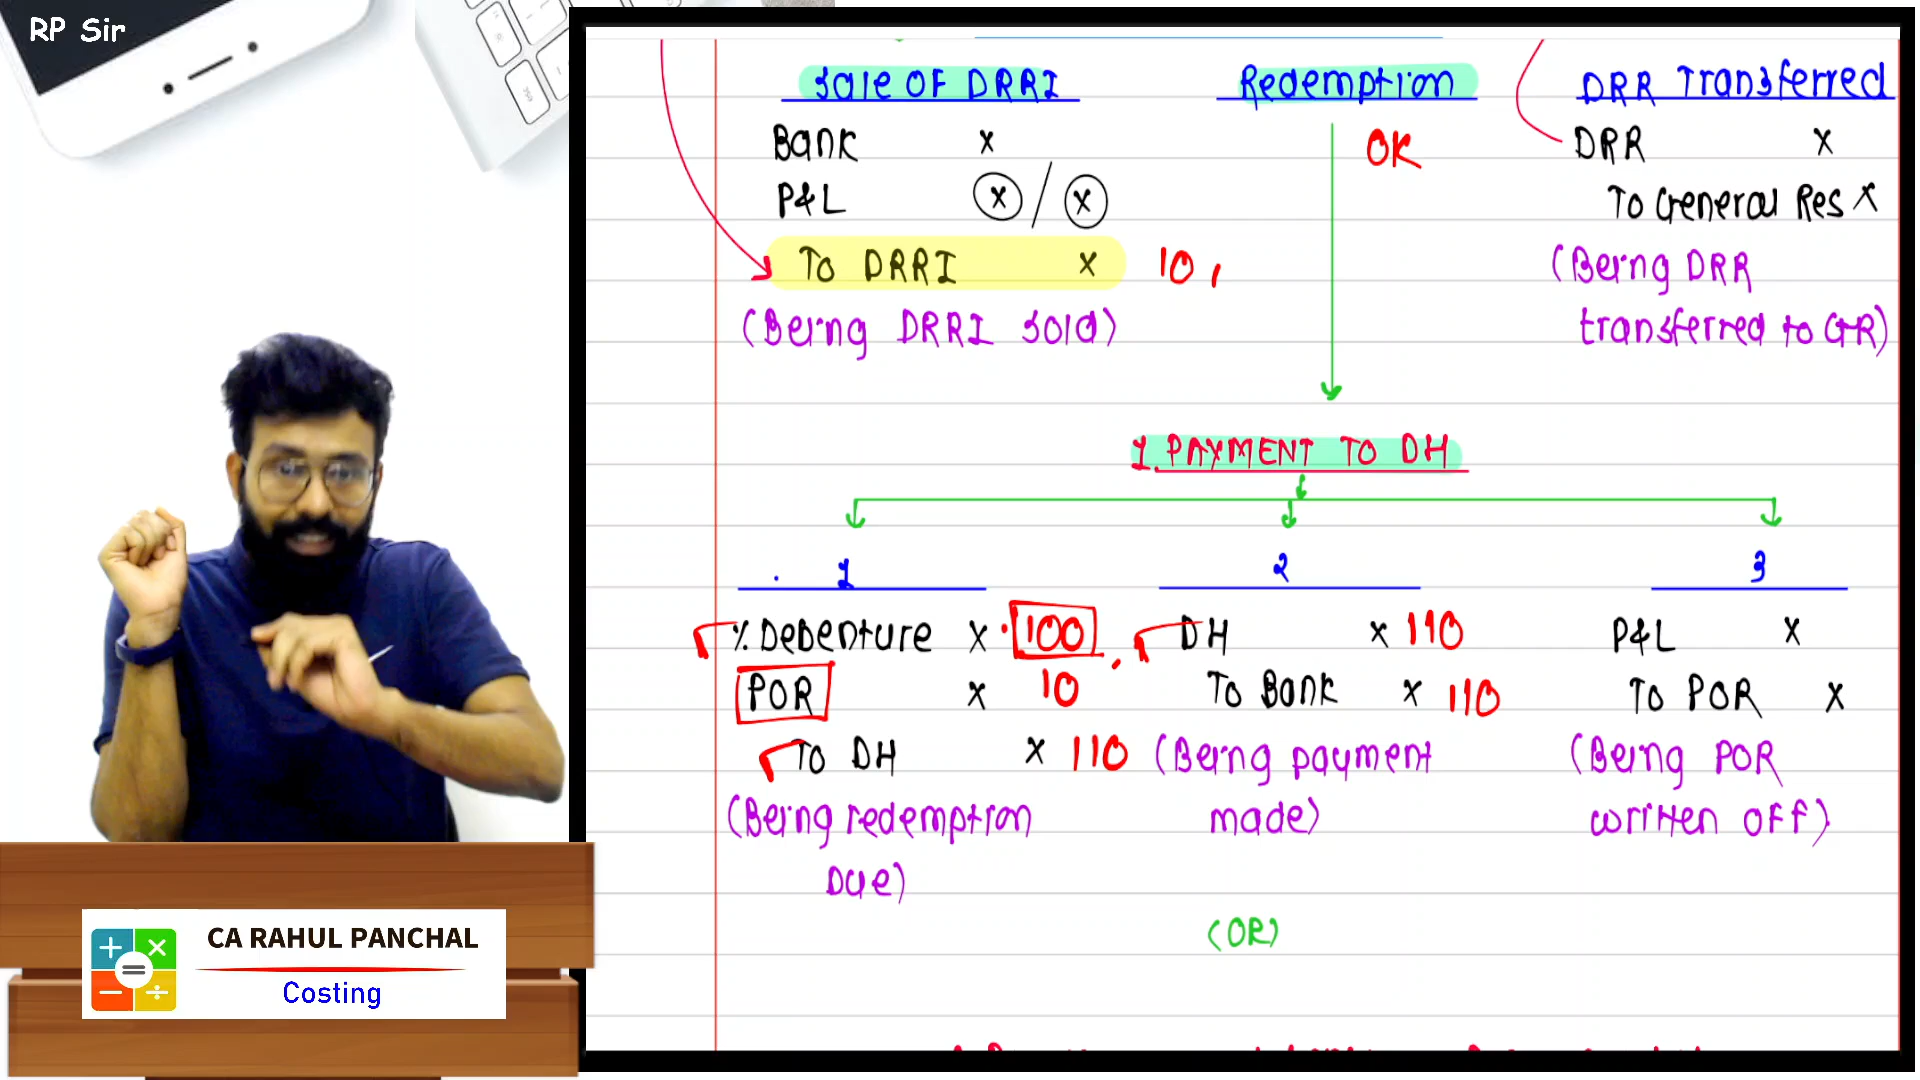 RP Sir
Sale OF DRRI
Bank x
P&L x / x
To DRRI x 10,
(Being DRRI sold)
Redemption
OK
DRR Transferred
DRR x
To General Res x
(Being DRR
transferred to GR)
1. PAYMENT TO DH
1
% Debenture x 100
POR x 10
To DH x 110
(Being redemption
Due)
2
DH x 110
To Bank x 110
(Being payment
made)
3
P&L x
To POR x
(Being POR
written off)
(OR)
CA RAHUL PANCHAL
Costing